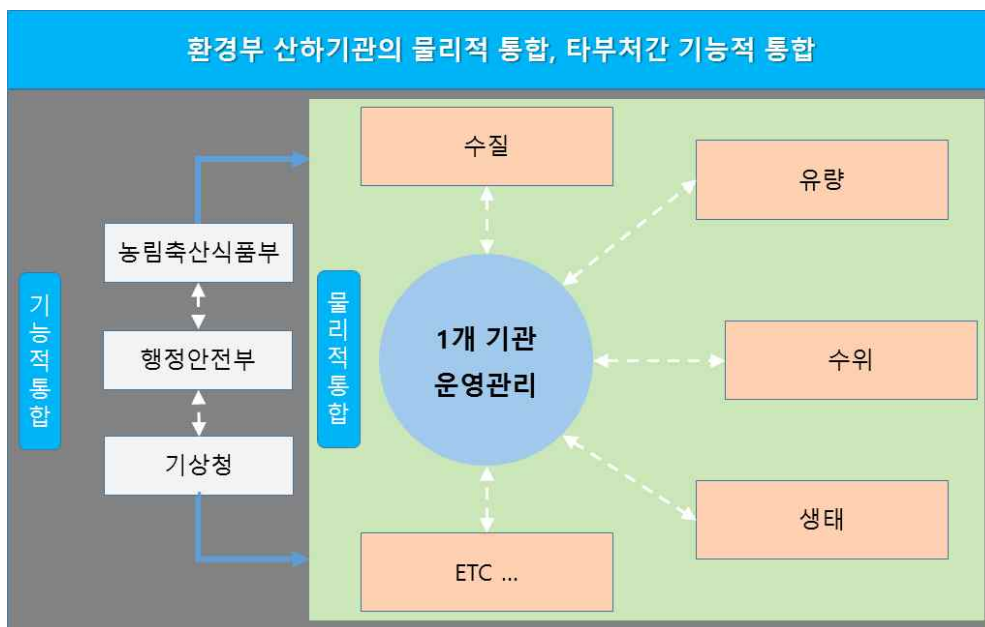 환경부 산하기관의 물리적 통합, 타부처간 기능적 통합
기능적통합
농림축산식품부
행정안전부
기상청
물리적통합
수질
유량
1개 기관
운영관리
수위
생태
ETC ...